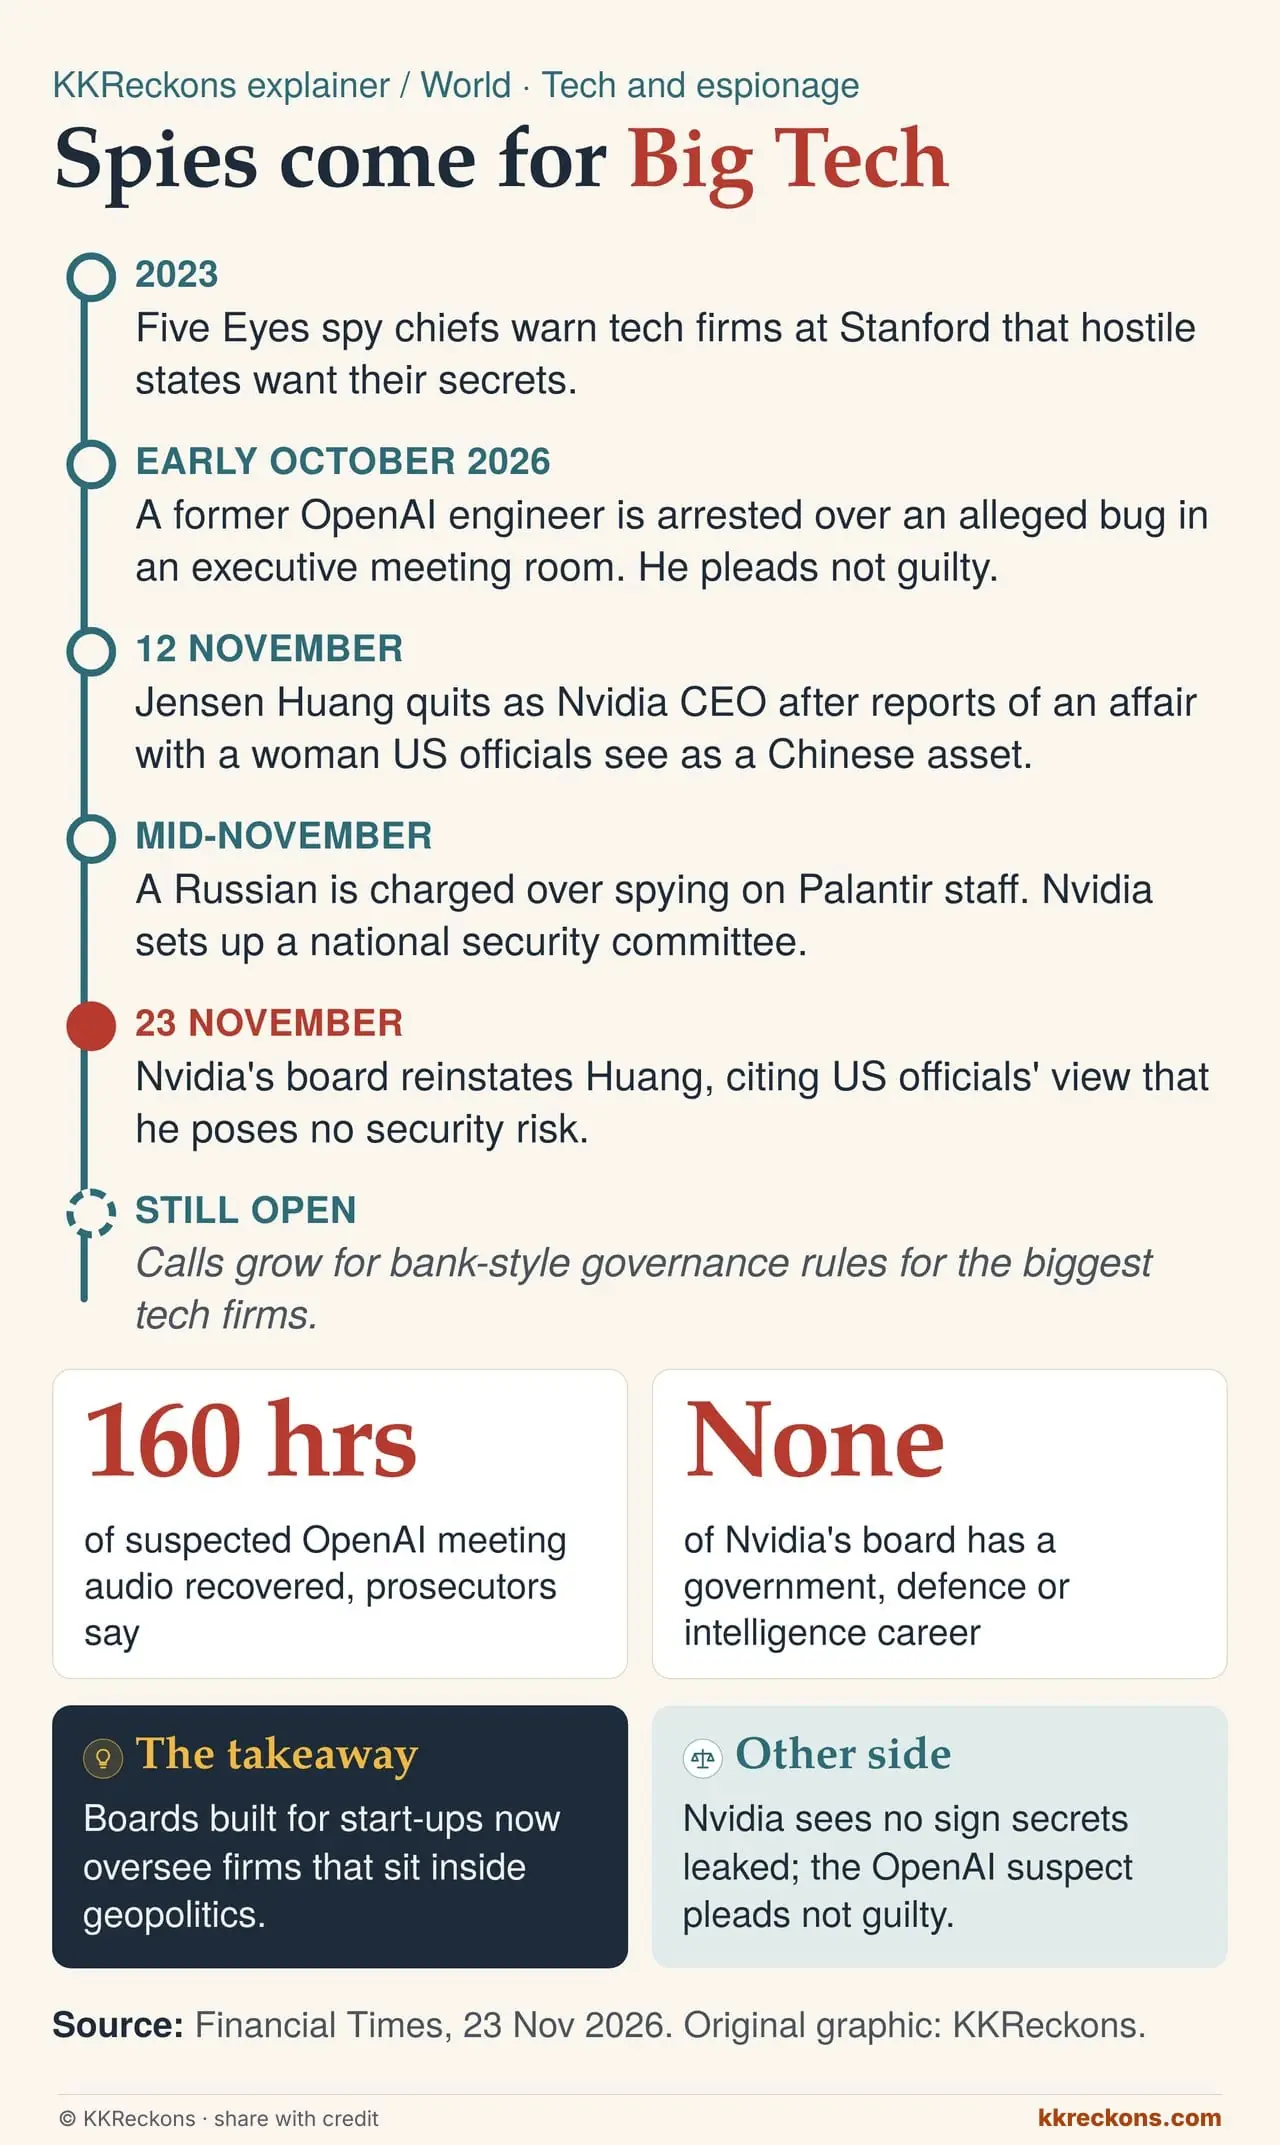 KKReckons explainer / World · Tech and espionage
Spies come for Big Tech
2023
Five Eyes spy chiefs warn tech firms at Stanford that hostile
states want their secrets.
EARLY OCTOBER 2026
A former OpenAI engineer is arrested over an alleged bug in
an executive meeting room. He pleads not guilty.
12 NOVEMBER
Jensen Huang quits as Nvidia CEO after reports of an affair
with a woman US officials see as a Chinese asset.
MID-NOVEMBER
A Russian is charged over spying on Palantir staff. Nvidia
sets up a national security committee.
23 NOVEMBER
Nvidia's board reinstates Huang, citing US officials' view that
he poses no security risk.
STILL OPEN
Calls grow for bank-style governance rules for the biggest
tech firms.
160 hrs
of suspected OpenAI meeting
audio recovered, prosecutors
say
None
of Nvidia's board has a
government, defence or
intelligence career
The takeaway
Boards built for start-ups now
oversee firms that sit inside
geopolitics.
Other side
Nvidia sees no sign secrets
leaked; the OpenAI suspect
pleads not guilty.
Source: Financial Times, 23 Nov 2026. Original graphic: KKReckons.
© KKReckons · share with credit
kkreckons.com